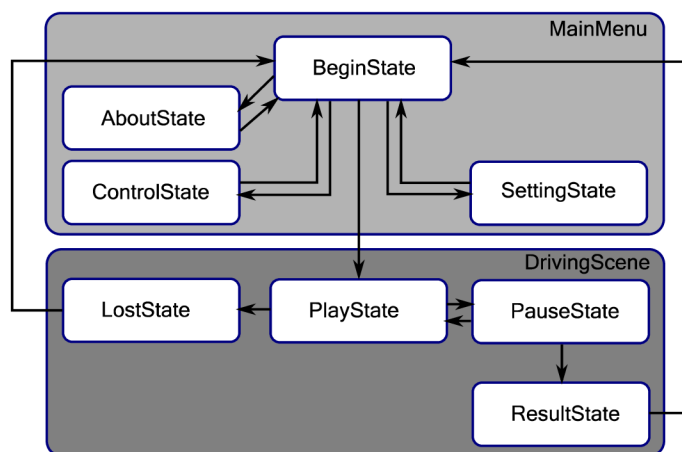 MainMenu
BeginState
AboutState
ControlState
SettingState
DrivingScene
LostState
PlayState
PauseState
ResultState